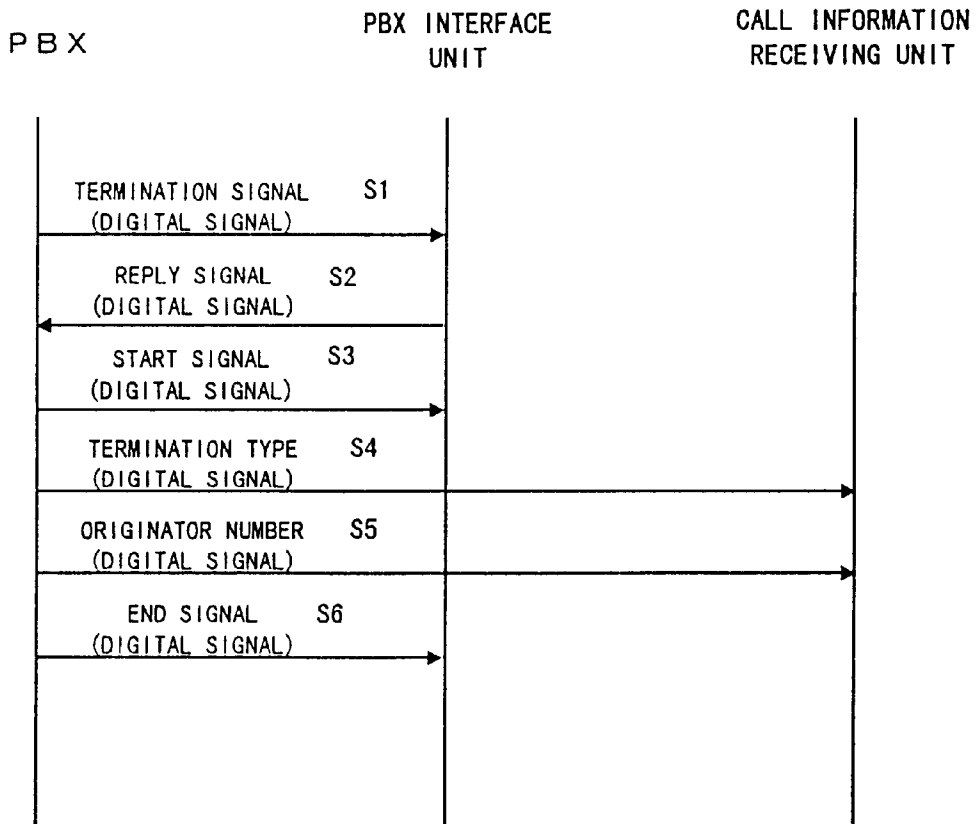 PBX
PBX INTERFACE
UNIT
CALL INFORMATION
RECEIVING UNIT
TERMINATION SIGNAL S1
(DIGITAL SIGNAL)
REPLY SIGNAL S2
(DIGITAL SIGNAL)
START SIGNAL S3
(DIGITAL SIGNAL)
TERMINATION TYPE S4
(DIGITAL SIGNAL)
ORIGINATOR NUMBER S5
(DIGITAL SIGNAL)
END SIGNAL S6
(DIGITAL SIGNAL)